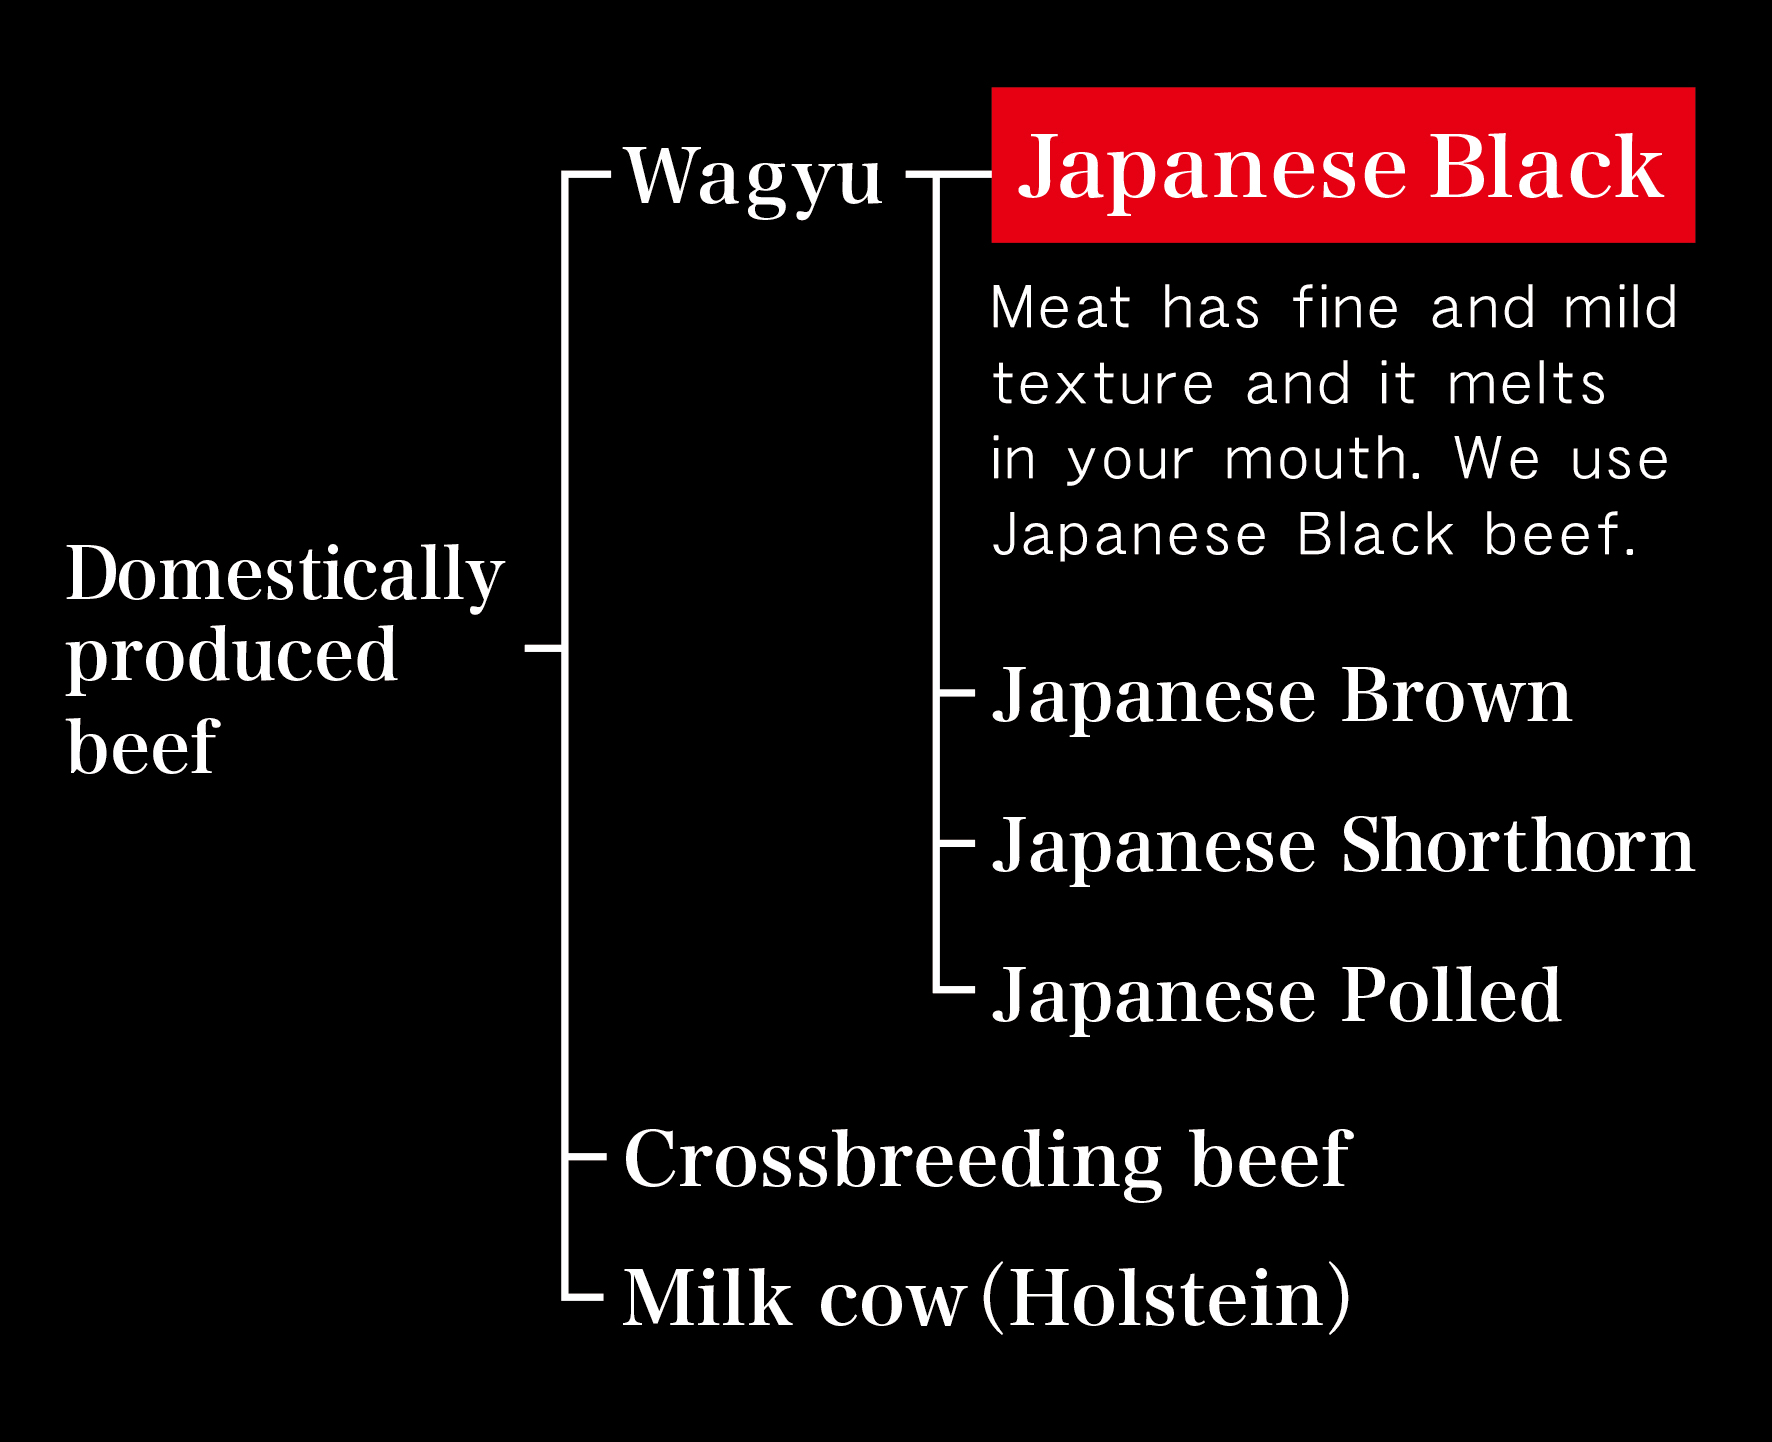 Domestically
produced
beef
Wagyu
Japanese Black
Meat has fine and mild
texture and it melts
in your mouth. We use
Japanese Black beef.
Japanese Brown
Japanese Shorthorn
Japanese Polled
Crossbreeding beef
Milk cow (Holstein)